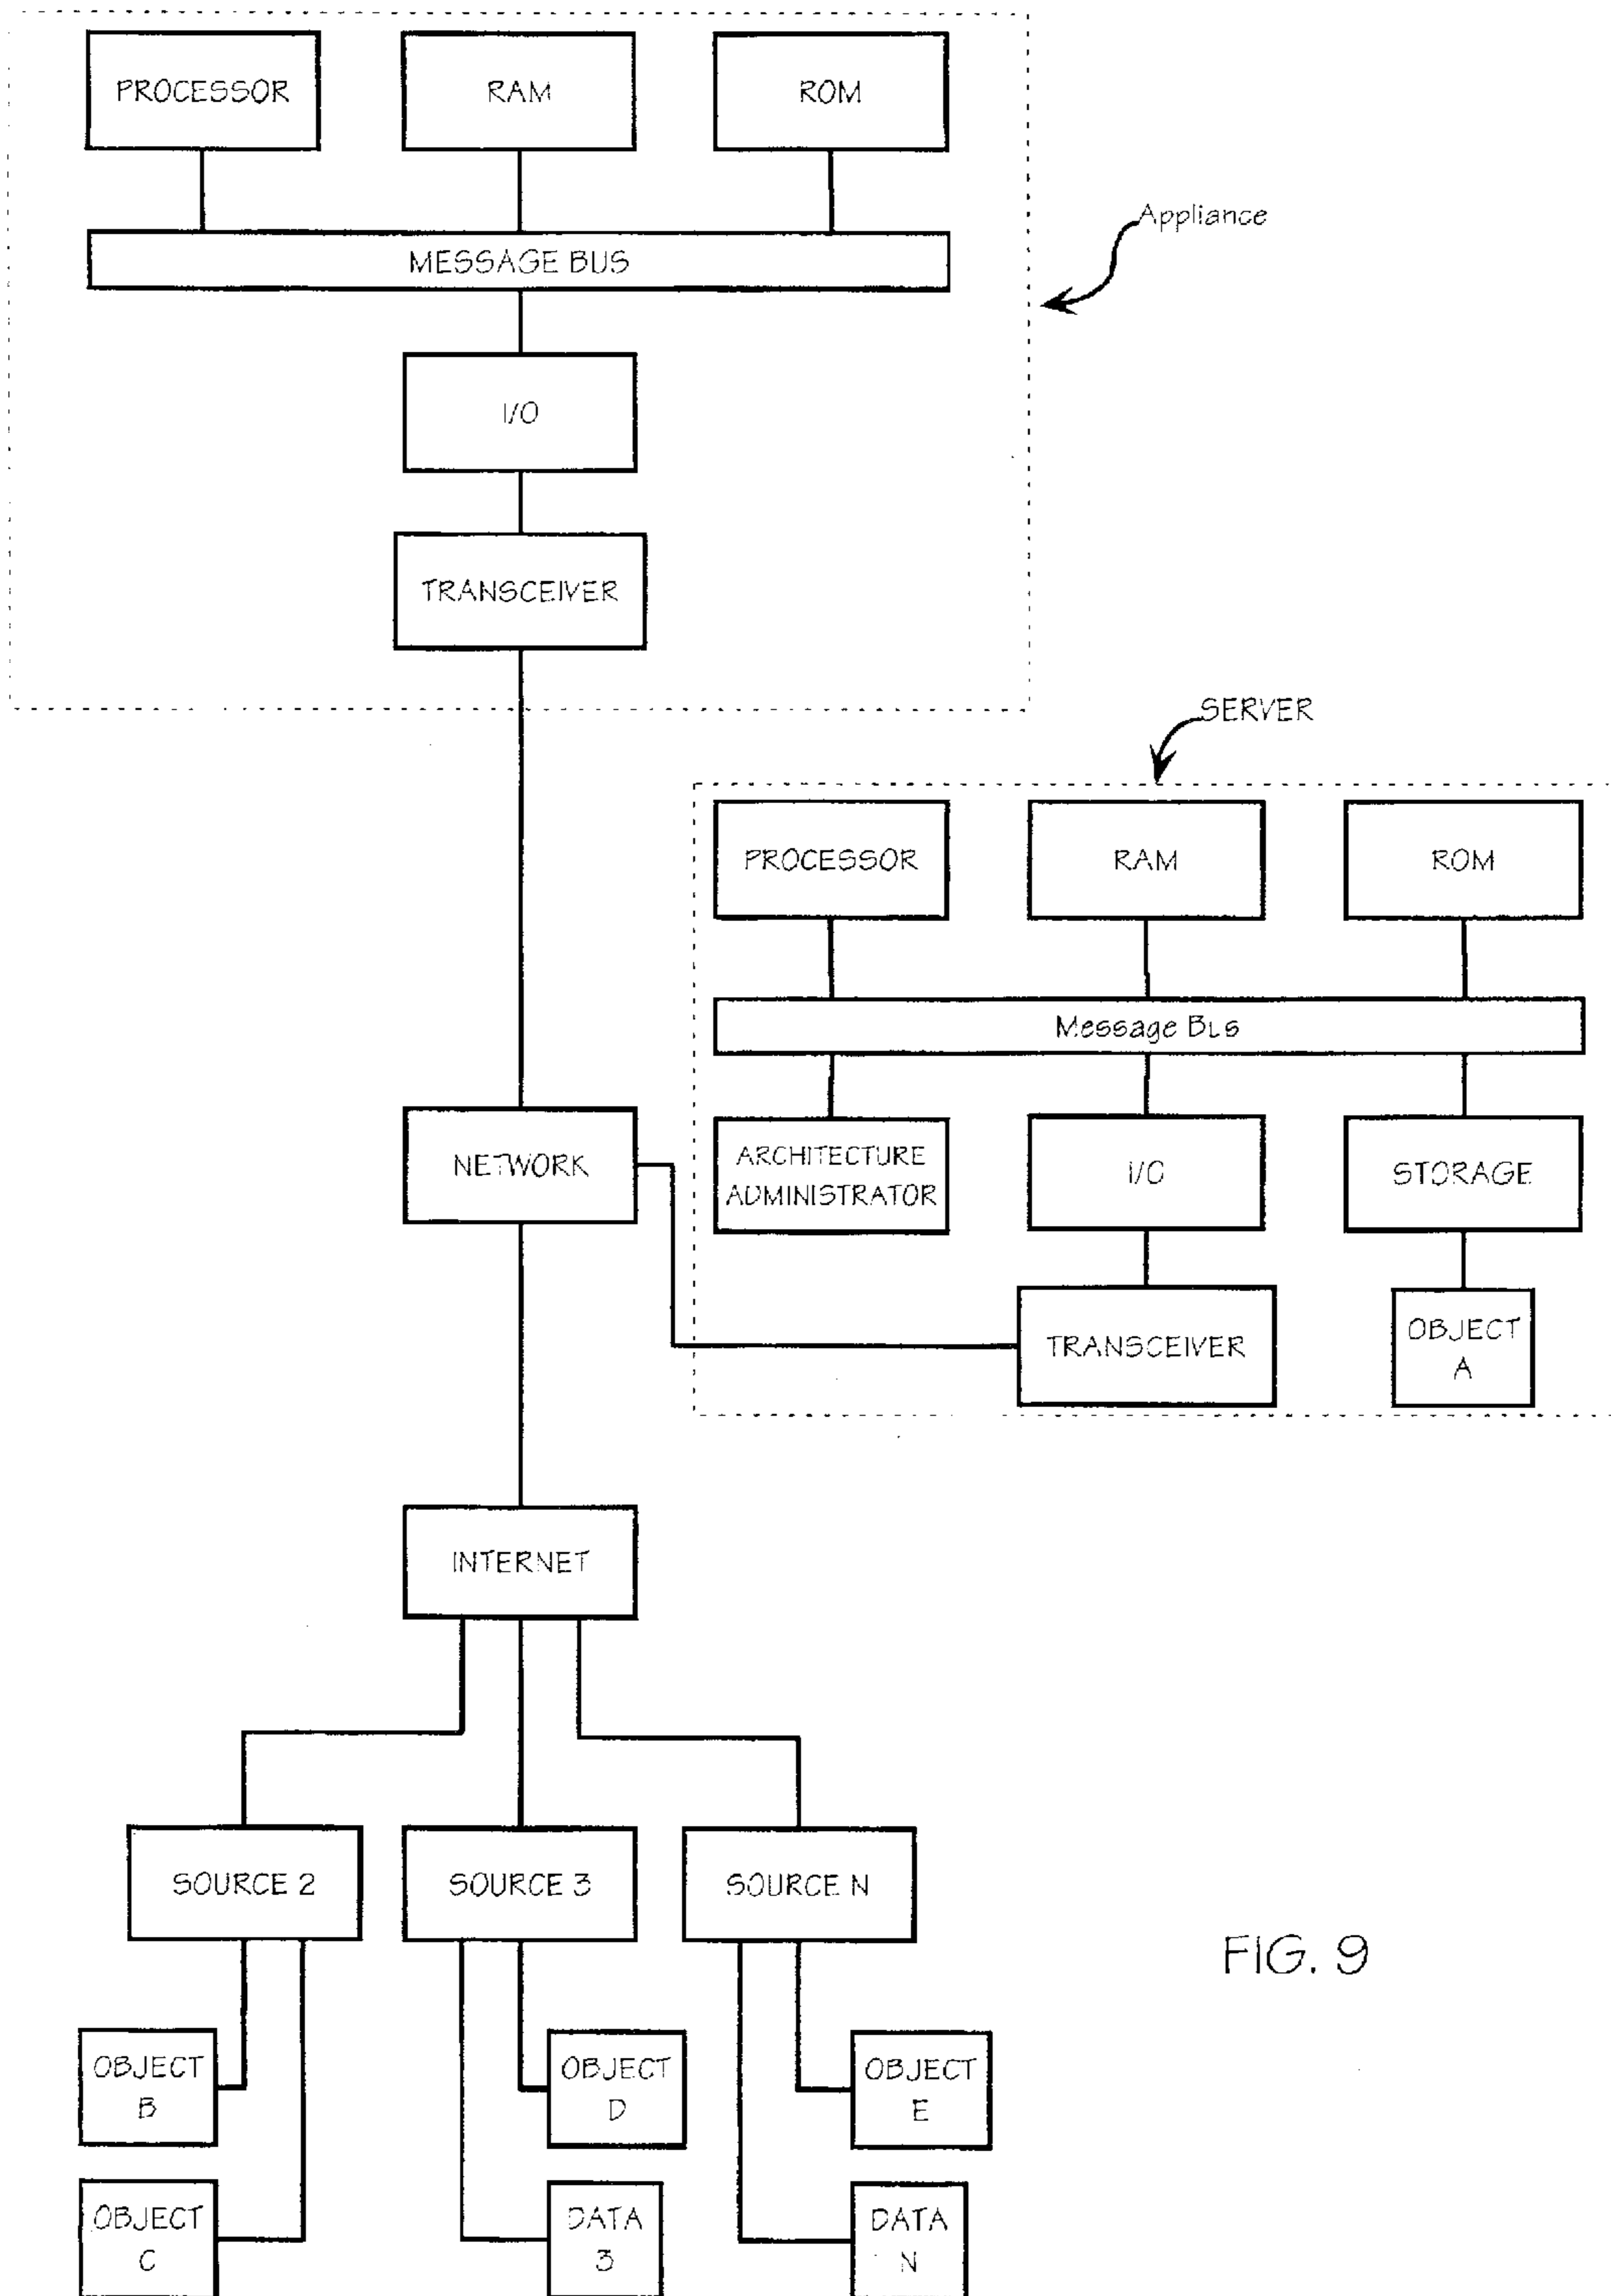 PROCESSOR
RAM
ROM
MESSAGE BUS
Appliance
I/O
TRANSCEIVER
SERVER
PROCESSOR
RAM
ROM
Message Bus
NETWORK
ARCHITECTURE
ADMINISTRATOR
I/O
STORAGE
TRANSCEIVER
OBJECT
A
INTERNET
SOURCE 2
SOURCE 3
SOURCE N
FIG. 9
OBJECT
B
OBJECT
D
OBJECT
E
OBJECT
C
DATA
3
DATA
N